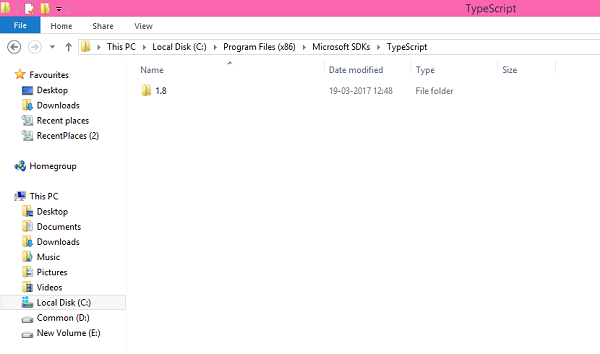 TypeScript
File Home Share View
This PC Local Disk (C:) Program Files (x86) Microsoft SDKs TypeScript
Name Date modified Type Size
1.8 19-03-2017 12:48 File folder
Favourites
Desktop
Downloads
Recent places
RecentPlaces (2)
Homegroup
This PC
Desktop
Documents
Downloads
Music
Pictures
Videos
Local Disk (C:)
Common (D:)
New Volume (E:)